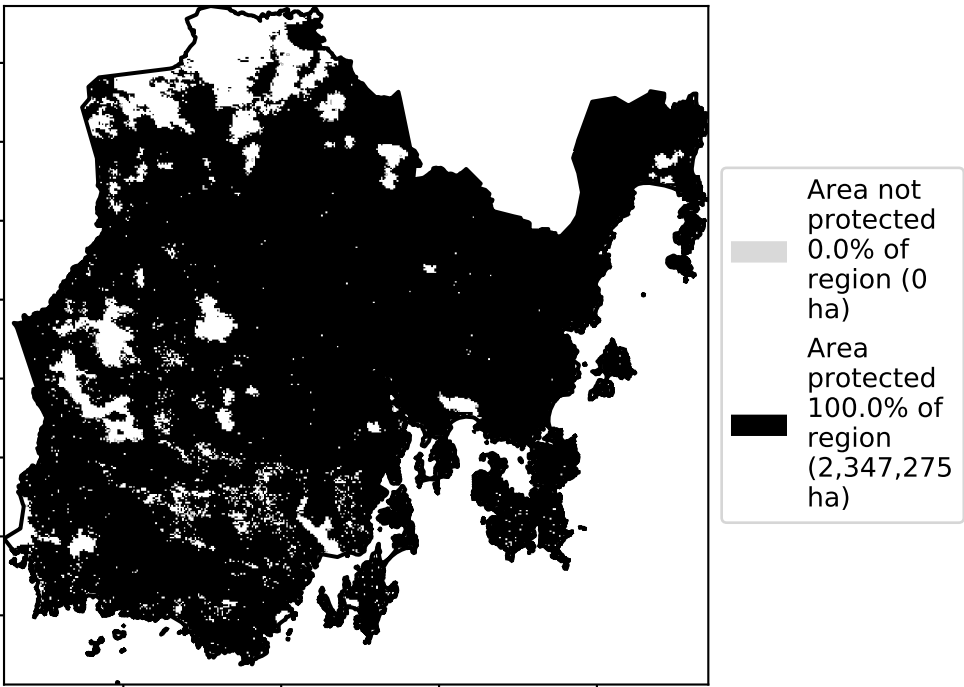 Area not
protected
0.0% of
region (0
ha)
Area
protected
100.0% of
region
(2,347,275
ha)